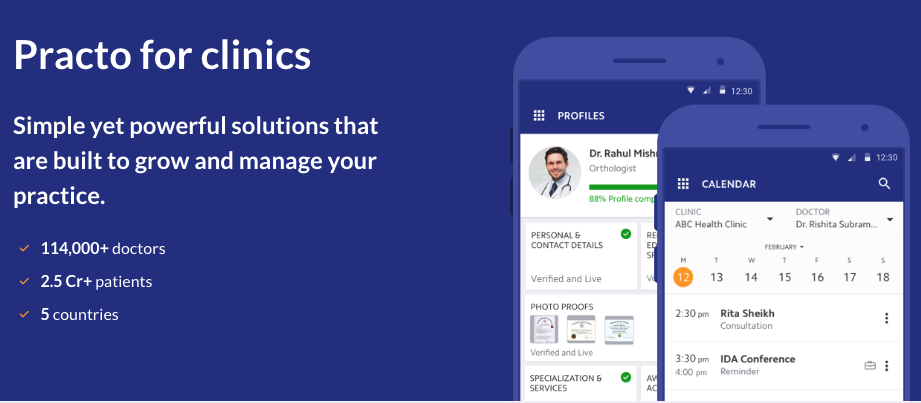 Practo for clinics
Simple yet powerful solutions that
are built to grow and manage your
practice.
114,000+ doctors
2.5 Cr+ patients
5 countries
12:30
PROFILES
Dr. Rahul Mishr
Orthologist
88% Profile comp
PERSONAL &
CONTACT DETAILS
Verified and Live
RE
ED
SP
PHOTO PROOFS
Verified and Live
SPECIALIZATION &
SERVICES
AW
AC
12:30
CALENDAR
CLINIC
ABC Health Clinic
DOCTOR
Dr. Rishita Subram...
FEBRUARY
M T W T F S S
12 13 14 15 16 17 18
2:30 pm Rita Sheikh
Consultation
3:30 pm IDA Conference
4:00 pm Reminder